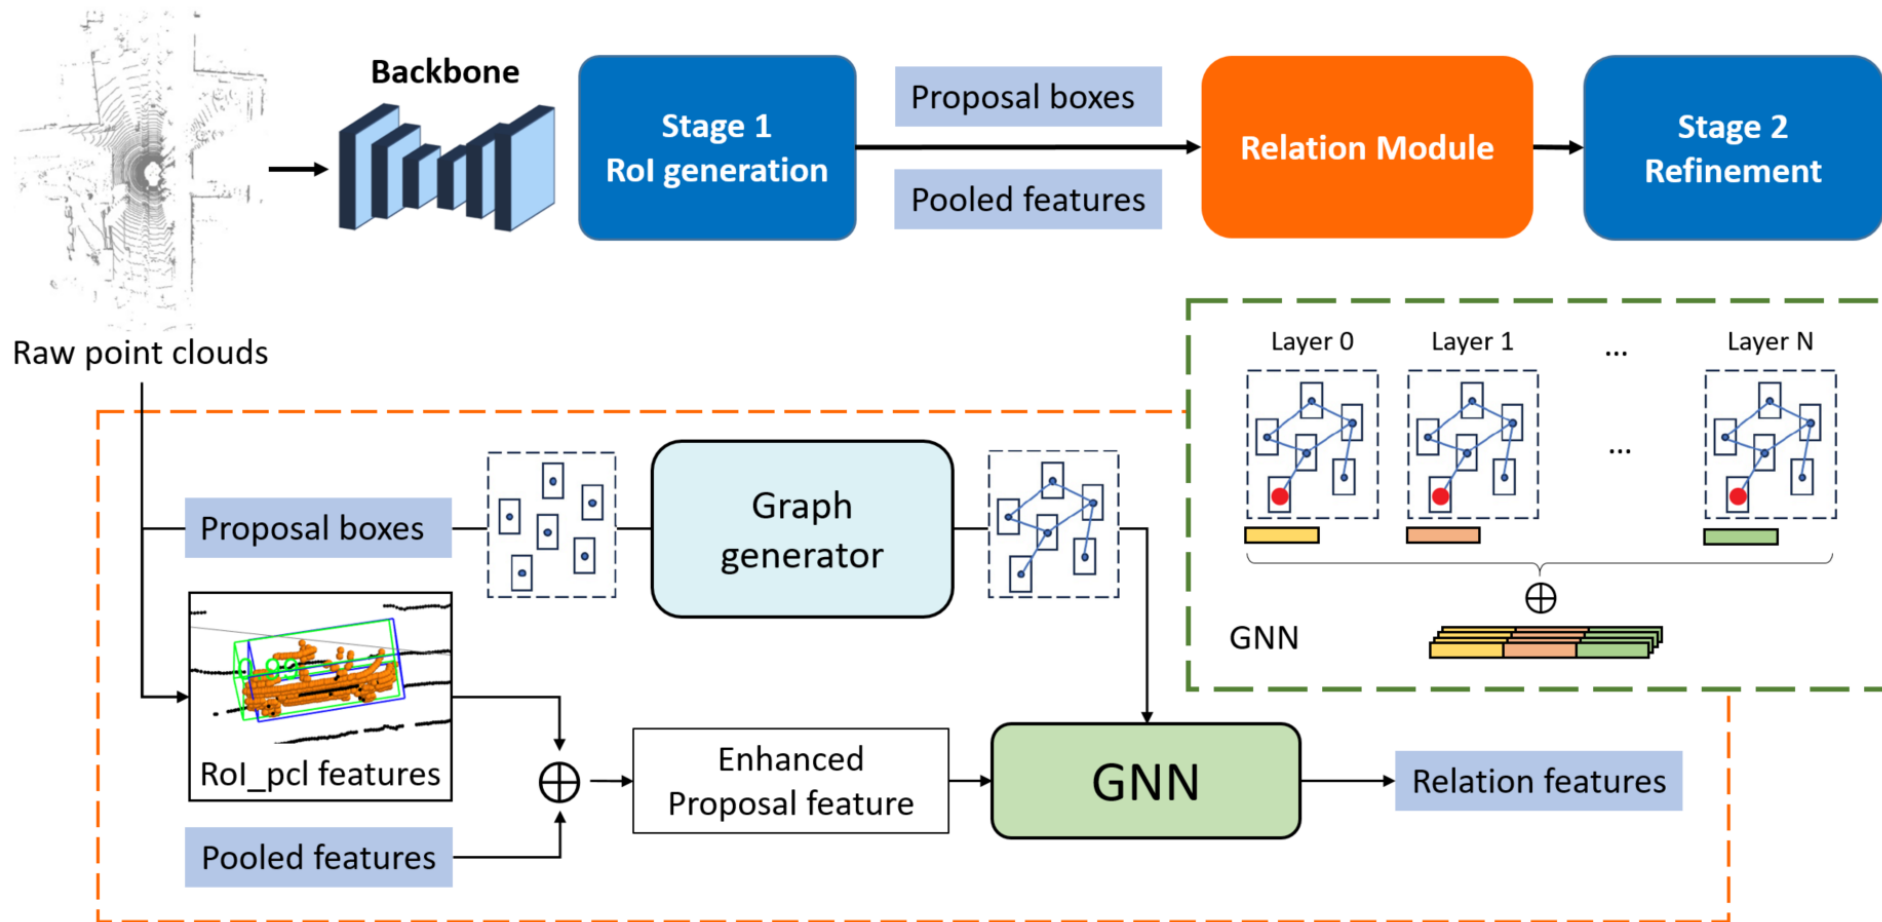 Backbone
Stage 1
RoI generation
Proposal boxes
Pooled features
Relation Module
Stage 2
Refinement
Raw point clouds
Layer 0
Layer 1
...
Layer N
...
GNN
Proposal boxes
Graph
generator
RoI_pcl features
Pooled features
Enhanced
Proposal feature
GNN
Relation features